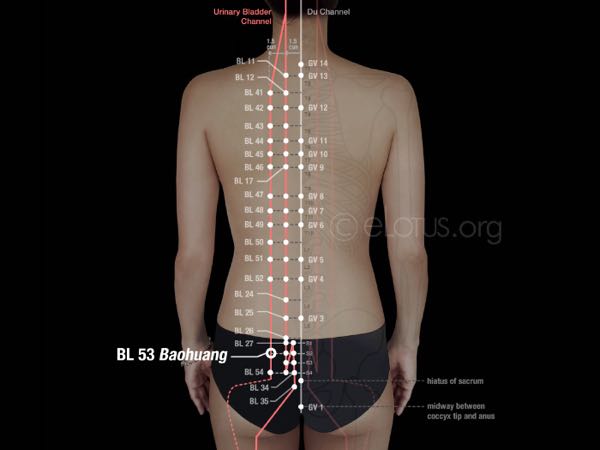 Urinary Bladder
Channel
Du Channel
1.5
cun
1.5
cun
BL 11
GV 14
GV 13
BL 12
BL 41
BL 42
GV 12
BL 43
BL 44
GV 11
BL 45
GV 10
BL 46
GV 9
BL 17
BL 47
GV 8
BL 48
GV 7
BL 49
GV 6
© eLOTUS.org
BL 50
BL 51
GV 5
BL 52
GV 4
BL 24
BL 25
GV 3
BL 26
BL 27
S1
BL 53 Baohuang
S2
S3
BL 54
S4
hiatus of sacrum
BL 34
BL 35
GV 1
midway between
coccyx tip and anus